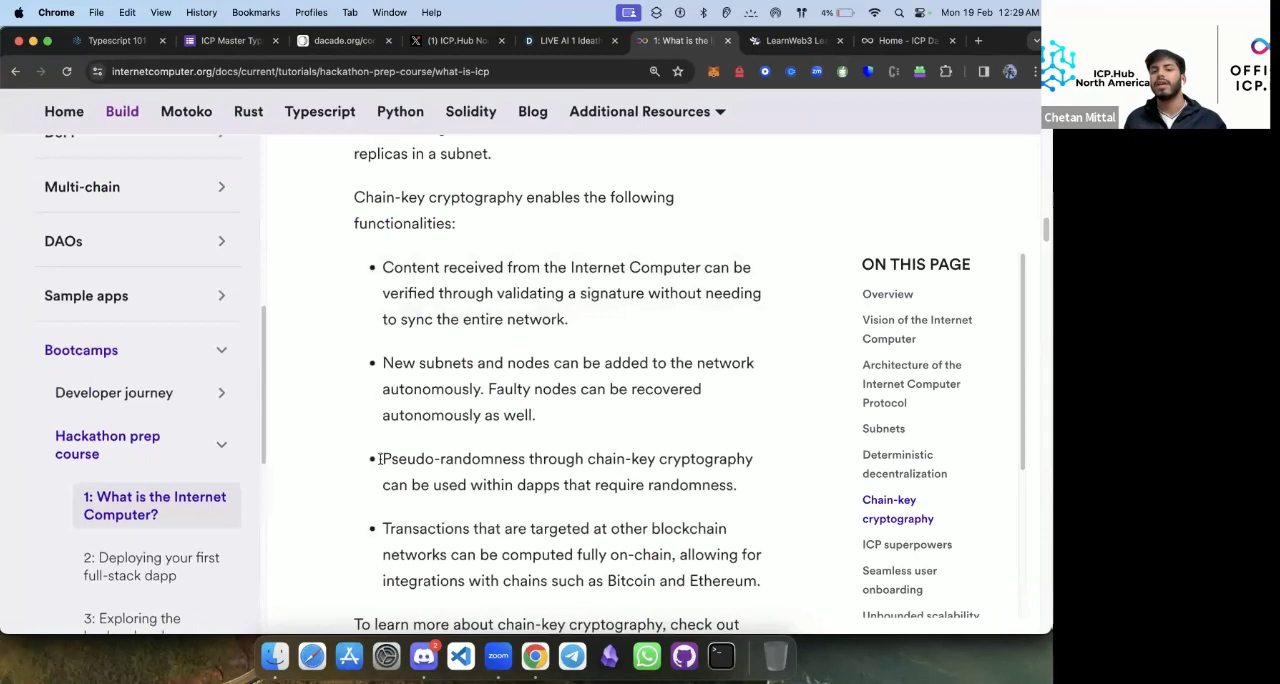 Chrome File Edit View History Bookmarks Profiles Tab Window Help
4% Mon 19 Feb 12:29 AM
Typescript 101
ICP Master Typ
dacade.org/co
(1) ICP.Hub No
LIVE AI 1 Ideath
1: What is the I
LearnWeb3 Le
Home - ICP Da
internetcomputer.org/docs/current/tutorials/hackathon-prep-course/what-is-icp
ICP.Hub
North America
OFFI
ICP.
Chetan Mittal
Home Build Motoko Rust Typescript Python Solidity Blog Additional Resources
Multi-chain
DAOs
Sample apps
Bootcamps
Developer journey
Hackathon prep
course
1: What is the Internet
Computer?
2: Deploying your first
full-stack dapp
3: Exploring the
replicas in a subnet.
Chain-key cryptography enables the following
functionalities:
• Content received from the Internet Computer can be
verified through validating a signature without needing
to sync the entire network.
• New subnets and nodes can be added to the network
autonomously. Faulty nodes can be recovered
autonomously as well.
• Pseudo-randomness through chain-key cryptography
can be used within dapps that require randomness.
• Transactions that are targeted at other blockchain
networks can be computed fully on-chain, allowing for
integrations with chains such as Bitcoin and Ethereum.
To learn more about chain-key cryptography, check out
ON THIS PAGE
Overview
Vision of the Internet
Computer
Architecture of the
Internet Computer
Protocol
Subnets
Deterministic
decentralization
Chain-key
cryptography
ICP superpowers
Seamless user
onboarding
Unbounded scalability
2
zoom